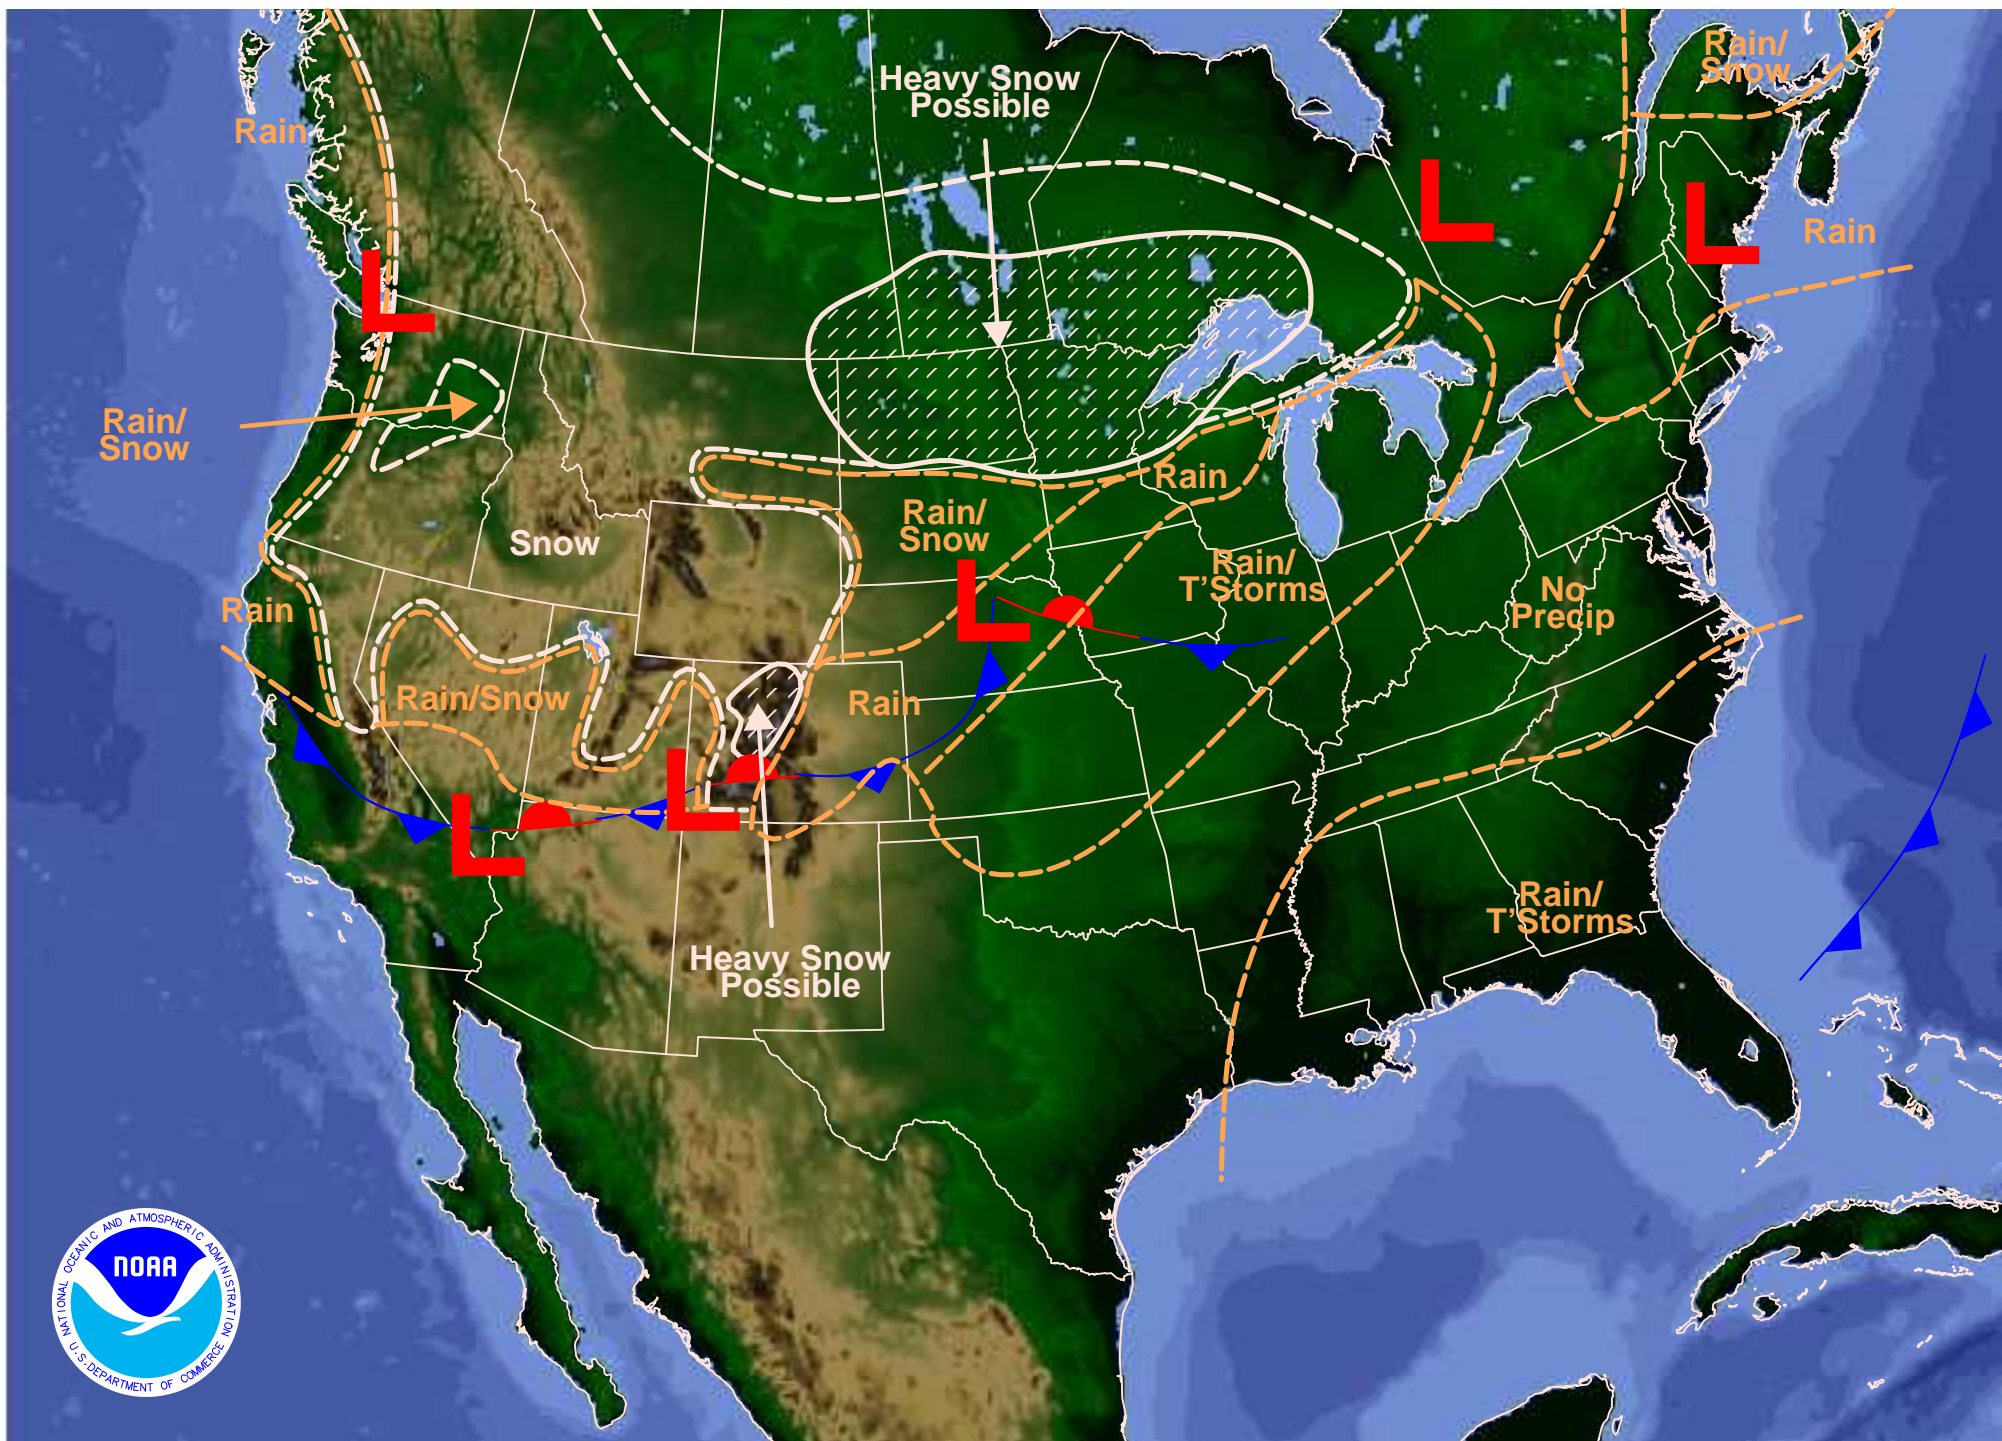 Rain/
Snow
Heavy Snow
Possible
Rain
L
L
Rain
L
Rain/
Snow
Rain
Rain/
Snow
Snow
Rain/
T'Storms
L
No
Precip
Rain
Rain/Snow
Rain
L
L
Rain/
T'Storms
Heavy Snow
Possible
NATIONAL OCEANIC AND ATMOSPHERIC ADMINISTRATION
NOAA
U.S. DEPARTMENT OF COMMERCE